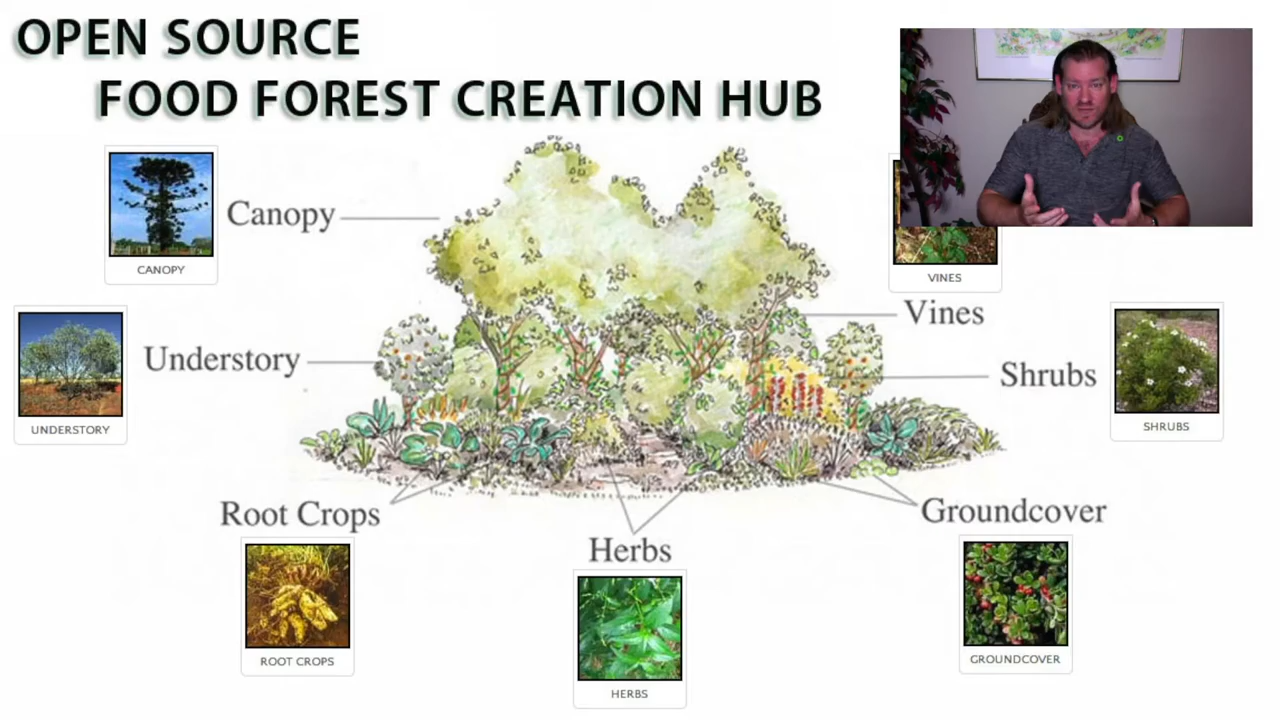 OPEN SOURCE
FOOD FOREST CREATION HUB
Canopy
CANOPY
VINES
Vines
Understory
UNDERSTORY
Shrubs
SHRUBS
Root Crops
ROOT CROPS
Herbs
HERBS
Groundcover
GROUNDCOVER